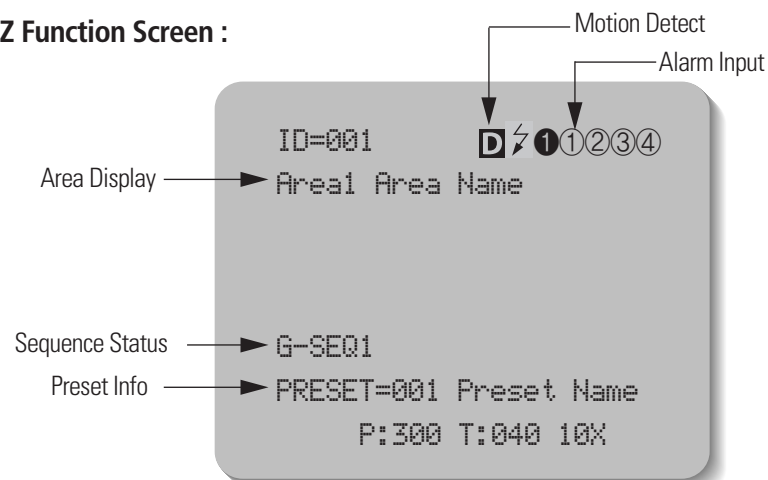 Z Function Screen :
Motion Detect
Alarm Input
ID=001 D ❶①②③④
Area Display
Area1 Area Name
Sequence Status
G-SEQ1
Preset Info
PRESET=001 Preset Name
P:300 T:040 10X